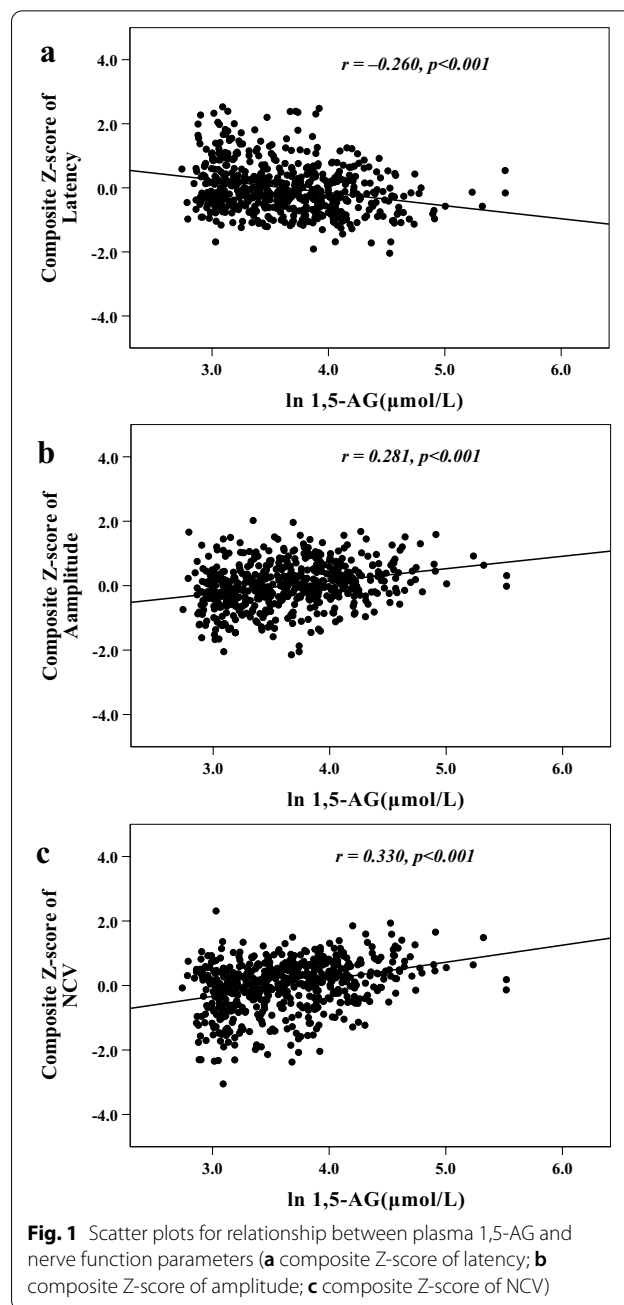 a
r = –0.260, p<0.001
4.0
2.0
0.0
-2.0
-4.0
Composite Z-score of
Latency
3.0 4.0 5.0 6.0
ln 1,5-AG(μmol/L)
b
r = 0.281, p<0.001
4.0
2.0
0.0
-2.0
-4.0
Composite Z-score of
Aamplitude
3.0 4.0 5.0 6.0
ln 1,5-AG(μmol/L)
c
r = 0.330, p<0.001
4.0
2.0
0.0
-2.0
-4.0
Composite Z-score of
NCV
3.0 4.0 5.0 6.0
ln 1,5-AG(μmol/L)
Fig. 1 Scatter plots for relationship between plasma 1,5-AG and
nerve function parameters (a composite Z-score of latency; b
composite Z-score of amplitude; c composite Z-score of NCV)